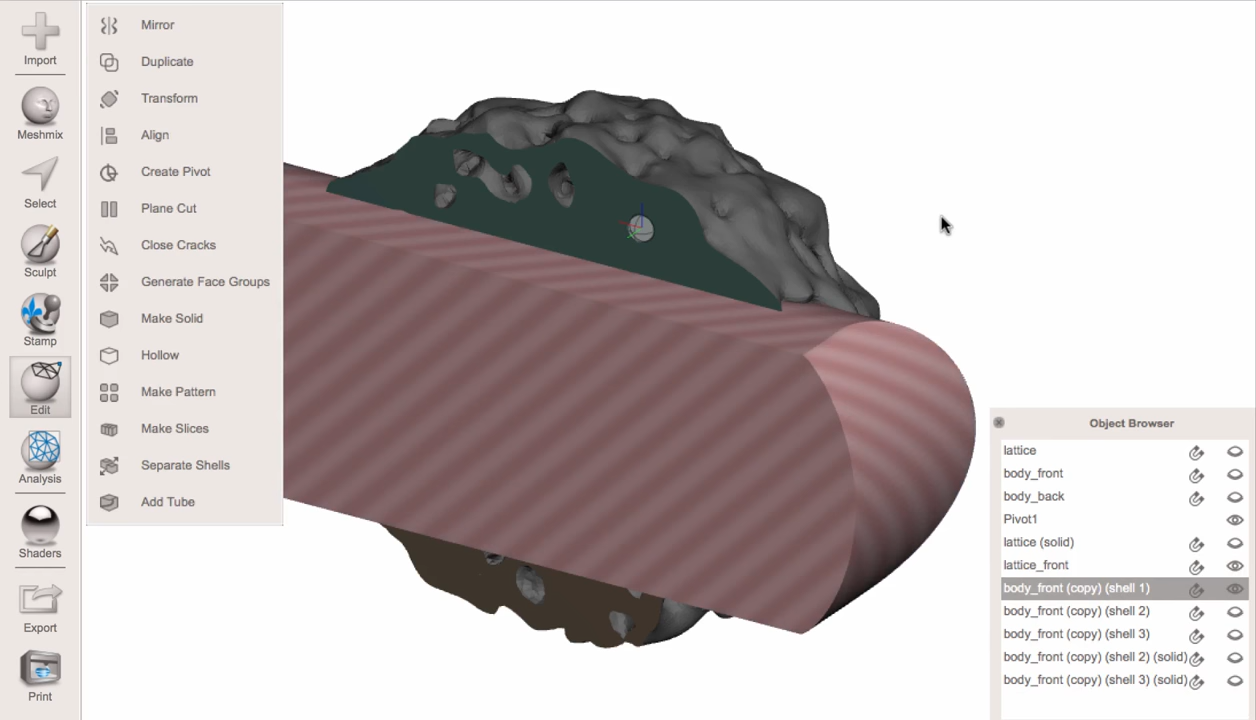 Import
Meshmix
Select
Sculpt
Stamp
Edit
Analysis
Shaders
Export
Print
Mirror
Duplicate
Transform
Align
Create Pivot
Plane Cut
Close Cracks
Generate Face Groups
Make Solid
Hollow
Make Pattern
Make Slices
Separate Shells
Add Tube
Object Browser
lattice
body_front
body_back
Pivot1
lattice (solid)
lattice_front
body_front (copy) (shell 1)
body_front (copy) (shell 2)
body_front (copy) (shell 3)
body_front (copy) (shell 2) (solid)
body_front (copy) (shell 3) (solid)